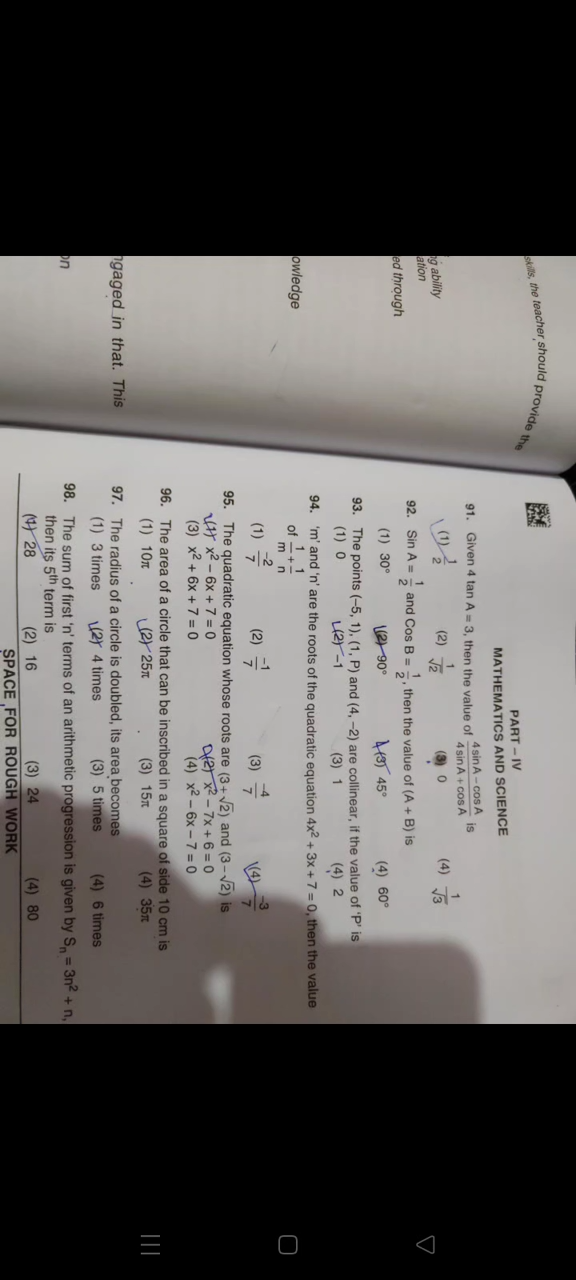 skills, the teacher should provide the
ng ability
ation
ed through
owledge
ngaged in that. This
on
PART – IV
MATHEMATICS AND SCIENCE
91. Given 4 tan A = 3, then the value of (4 sin A – cos A)/(4 sin A + cos A) is
(1) 1/2 (2) 1/√2 (3) 0 (4) 1/√3
92. Sin A = 1/2 and Cos B = 1/2, then the value of (A + B) is
(1) 30° (2) 90° (3) 45° (4) 60°
93. The points (–5, 1), (1, P) and (4, –2) are collinear, if the value of 'P' is
(1) 0 (2) –1 (3) 1 (4) 2
94. 'm' and 'n' are the roots of the quadratic equation 4x² + 3x + 7 = 0, then the value
of 1/m + 1/n
(1) –2/7 (2) –1/7 (3) –4/7 (4) –3/7
95. The quadratic equation whose roots are (3+√2) and (3–√2) is
(1) x² – 6x + 7 = 0 (2) x² – 7x + 6 = 0
(3) x² + 6x + 7 = 0 (4) x² – 6x – 7 = 0
96. The area of a circle that can be inscribed in a square of side 10 cm is
(1) 10π (2) 25π (3) 15π (4) 35π
97. The radius of a circle is doubled, its area becomes
(1) 3 times (2) 4 times (3) 5 times (4) 6 times
98. The sum of first 'n' terms of an arithmetic progression is given by Sₙ = 3n² + n,
then its 5th term is
(1) 28 (2) 16 (3) 24 (4) 80
SPACE FOR ROUGH WORK